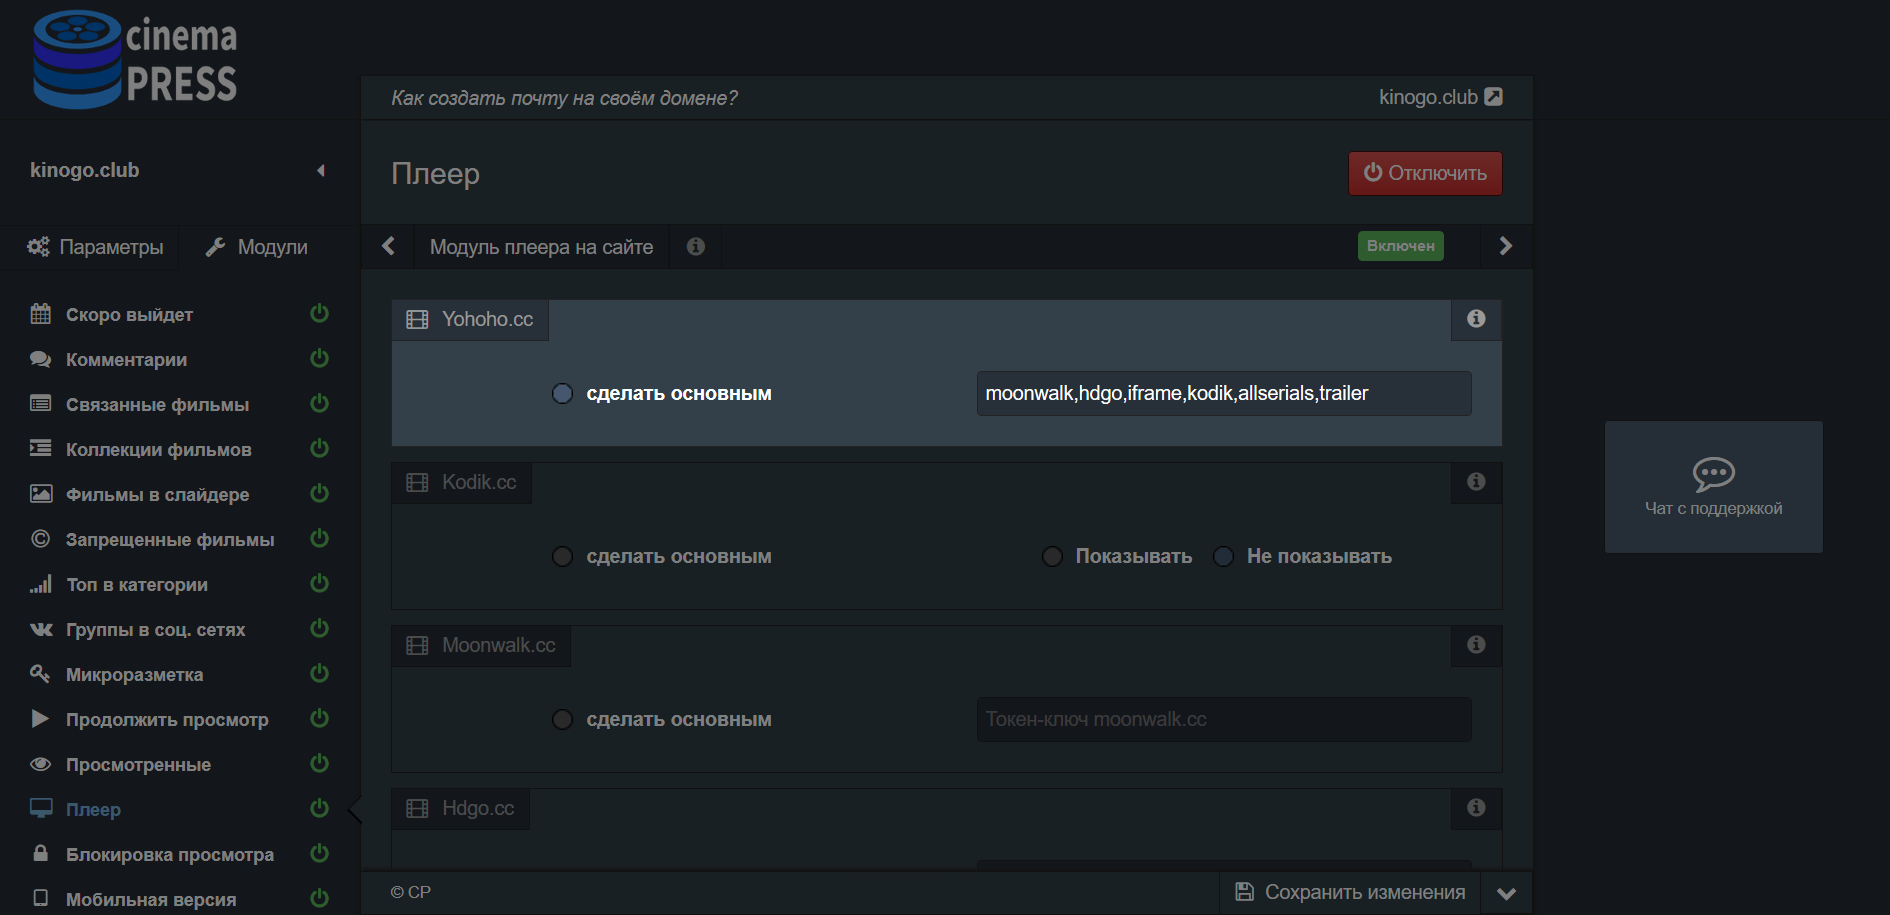 cinema
PRESS
Как создать почту на своём домене?
kinogo.club
kinogo.club
Плеер
Отключить
Параметры
Модули
Модуль плеера на сайте
Включен
Скоро выйдет
Комментарии
Связанные фильмы
Коллекции фильмов
Фильмы в слайдере
Запрещенные фильмы
Топ в категории
Группы в соц. сетях
Микроразметка
Продолжить просмотр
Просмотренные
Плеер
Блокировка просмотра
Мобильная версия
Yohoho.cc
сделать основным
moonwalk,hdgo,iframe,kodik,allserials,trailer
Kodik.cc
сделать основным
Показывать
Не показывать
Moonwalk.cc
сделать основным
Токен-ключ moonwalk.cc
Hdgo.cc
Чат с поддержкой
© CP
Сохранить изменения